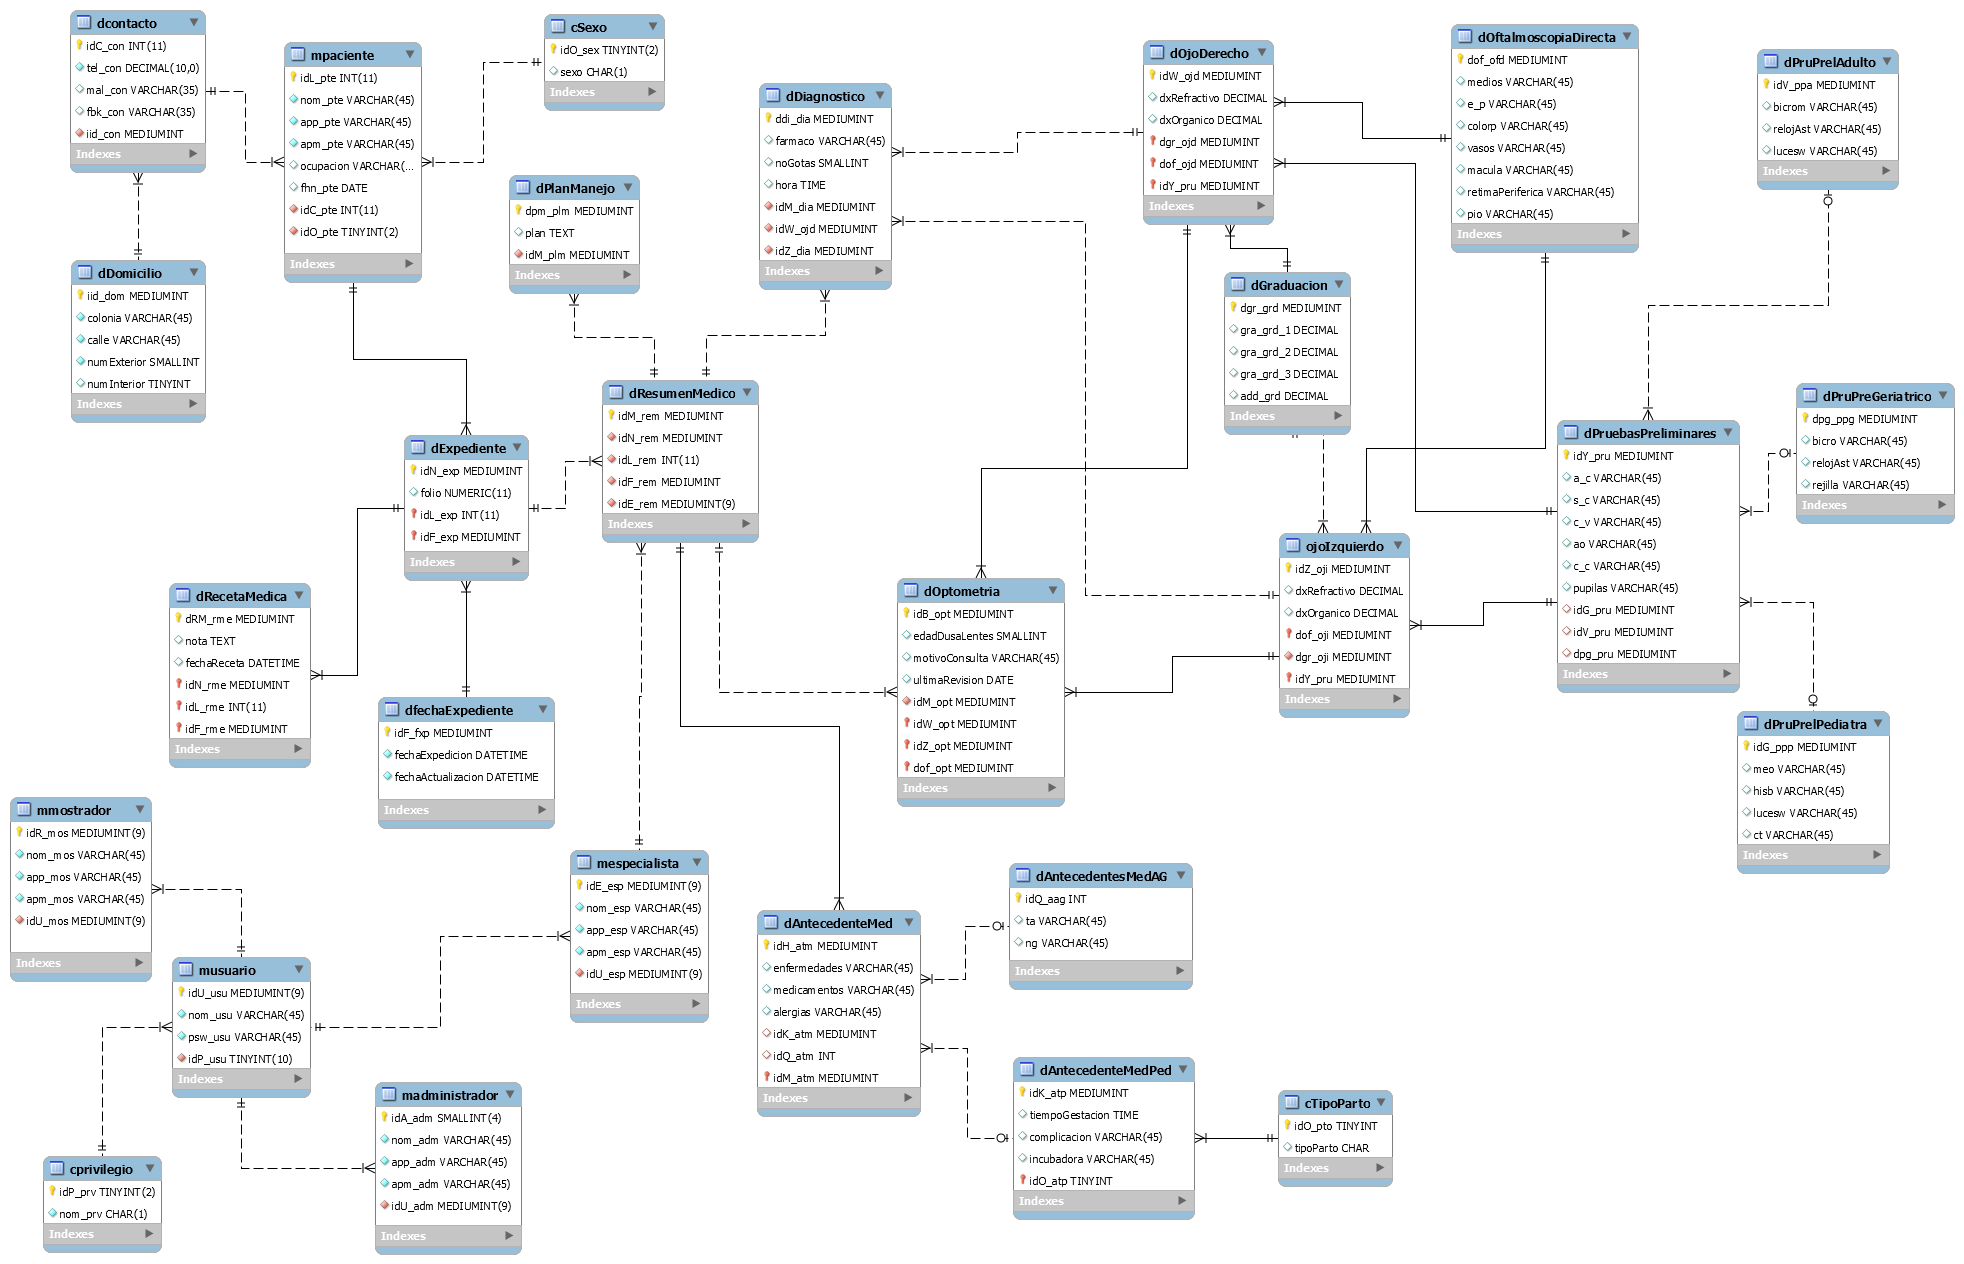 dcontacto
idC_con INT(11)
tel_con DECIMAL(10,0)
mal_con VARCHAR(35)
fbk_con VARCHAR(35)
iid_con MEDIUMINT
Indexes
mpaciente
idL_pte INT(11)
nom_pte VARCHAR(45)
app_pte VARCHAR(45)
apm_pte VARCHAR(45)
ocupacion VARCHAR(...
fhn_pte DATE
idC_pte INT(11)
idO_pte TINYINT(2)
Indexes
cSexo
idO_sex TINYINT(2)
sexo CHAR(1)
Indexes
dDiagnostico
ddi_dia MEDIUMINT
farmaco VARCHAR(45)
noGotas SMALLINT
hora TIME
idM_dia MEDIUMINT
idW_ojd MEDIUMINT
idZ_dia MEDIUMINT
Indexes
dOjoDerecho
idW_ojd MEDIUMINT
dxRefractivo DECIMAL
dxOrganico DECIMAL
dgr_ojd MEDIUMINT
dof_ojd MEDIUMINT
idY_pru MEDIUMINT
Indexes
dOftalmoscopiaDirecta
dof_ofd MEDIUMINT
medios VARCHAR(45)
e_p VARCHAR(45)
colorp VARCHAR(45)
vasos VARCHAR(45)
macula VARCHAR(45)
retimaPeriferica VARCHAR(45)
pio VARCHAR(45)
Indexes
dPruPrelAdulto
idV_ppa MEDIUMINT
bicrom VARCHAR(45)
relojAst VARCHAR(45)
lucesw VARCHAR(45)
Indexes
dPlanManejo
dpm_plm MEDIUMINT
plan TEXT
idM_plm MEDIUMINT
Indexes
dDomicilio
iid_dom MEDIUMINT
colonia VARCHAR(45)
calle VARCHAR(45)
numExterior SMALLINT
numInterior TINYINT
Indexes
dGraduacion
dgr_grd MEDIUMINT
gra_grd_1 DECIMAL
gra_grd_2 DECIMAL
gra_grd_3 DECIMAL
add_grd DECIMAL
Indexes
dResumenMedico
idM_rem MEDIUMINT
idN_rem MEDIUMINT
idL_rem INT(11)
idF_rem MEDIUMINT
idE_rem MEDIUMINT(9)
Indexes
dPruPreGeriatrico
dpg_ppg MEDIUMINT
bicro VARCHAR(45)
relojAst VARCHAR(45)
rejilla VARCHAR(45)
Indexes
dExpediente
idN_exp MEDIUMINT
folio NUMERIC(11)
idL_exp INT(11)
idF_exp MEDIUMINT
Indexes
dPruebasPreliminares
idY_pru MEDIUMINT
a_c VARCHAR(45)
s_c VARCHAR(45)
c_v VARCHAR(45)
ao VARCHAR(45)
c_c VARCHAR(45)
pupilas VARCHAR(45)
idG_pru MEDIUMINT
idV_pru MEDIUMINT
dpg_pru MEDIUMINT
Indexes
ojoIzquierdo
idZ_oji MEDIUMINT
dxRefractivo DECIMAL
dxOrganico DECIMAL
dof_oji MEDIUMINT
dgr_oji MEDIUMINT
idY_pru MEDIUMINT
Indexes
dRecetaMedica
dRM_rme MEDIUMINT
nota TEXT
fechaReceta DATETIME
idN_rme MEDIUMINT
idL_rme INT(11)
idF_rme MEDIUMINT
Indexes
dOptometria
idB_opt MEDIUMINT
edadDusaLentes SMALLINT
motivoConsulta VARCHAR(45)
ultimaRevision DATE
idM_opt MEDIUMINT
idW_opt MEDIUMINT
idZ_opt MEDIUMINT
dof_opt MEDIUMINT
Indexes
dfechaExpediente
idF_fxp MEDIUMINT
fechaExpedicion DATETIME
fechaActualizacion DATETIME
Indexes
dPruPrelPediatra
idG_ppp MEDIUMINT
meo VARCHAR(45)
hisb VARCHAR(45)
lucesw VARCHAR(45)
ct VARCHAR(45)
Indexes
mmostrador
idR_mos MEDIUMINT(9)
nom_mos VARCHAR(45)
app_mos VARCHAR(45)
apm_mos VARCHAR(45)
idU_mos MEDIUMINT(9)
Indexes
mespecialista
idE_esp MEDIUMINT(9)
nom_esp VARCHAR(45)
app_esp VARCHAR(45)
apm_esp VARCHAR(45)
idU_esp MEDIUMINT(9)
Indexes
dAntecedentesMedAG
idQ_aag INT
ta VARCHAR(45)
ng VARCHAR(45)
Indexes
dAntecedenteMed
idH_atm MEDIUMINT
enfermedades VARCHAR(45)
medicamentos VARCHAR(45)
alergias VARCHAR(45)
idK_atm MEDIUMINT
idQ_atm INT
idM_atm MEDIUMINT
Indexes
musuario
idU_usu MEDIUMINT(9)
nom_usu VARCHAR(45)
psw_usu VARCHAR(45)
idP_usu TINYINT(10)
Indexes
dAntecedenteMedPed
idK_atp MEDIUMINT
tiempoGestacion TIME
complicacion VARCHAR(45)
incubadora VARCHAR(45)
idO_atp TINYINT
Indexes
cTipoParto
idO_pto TINYINT
tipoParto CHAR
Indexes
madministrador
idA_adm SMALLINT(4)
nom_adm VARCHAR(45)
app_adm VARCHAR(45)
apm_adm VARCHAR(45)
idU_adm MEDIUMINT(9)
Indexes
cprivilegio
idP_prv TINYINT(2)
nom_prv CHAR(1)
Indexes